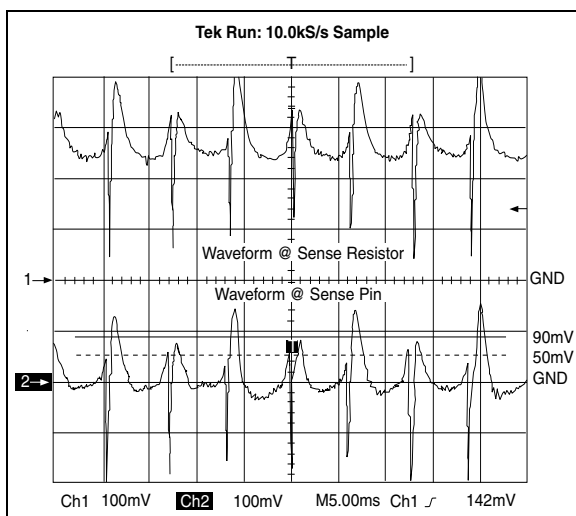 Tek Run: 10.0kS/s Sample
[ T ]
Waveform @ Sense Resistor
1 GND
Waveform @ Sense Pin
90mV
50mV
2 GND
Ch1 100mV Ch2 100mV M5.00ms Ch1 142mV